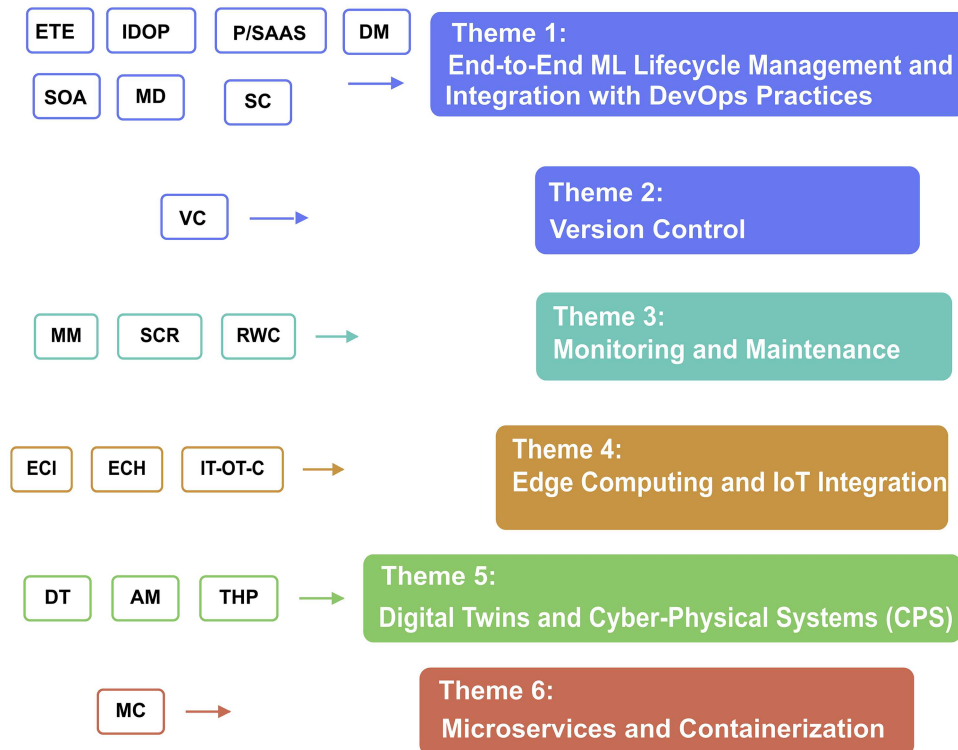 ETE IDOP P/SAAS DM
SOA MD SC
Theme 1:
End-to-End ML Lifecycle Management and
Integration with DevOps Practices
VC
Theme 2:
Version Control
MM SCR RWC
Theme 3:
Monitoring and Maintenance
ECI ECH IT-OT-C
Theme 4:
Edge Computing and IoT Integration
DT AM THP
Theme 5:
Digital Twins and Cyber-Physical Systems (CPS)
MC
Theme 6:
Microservices and Containerization